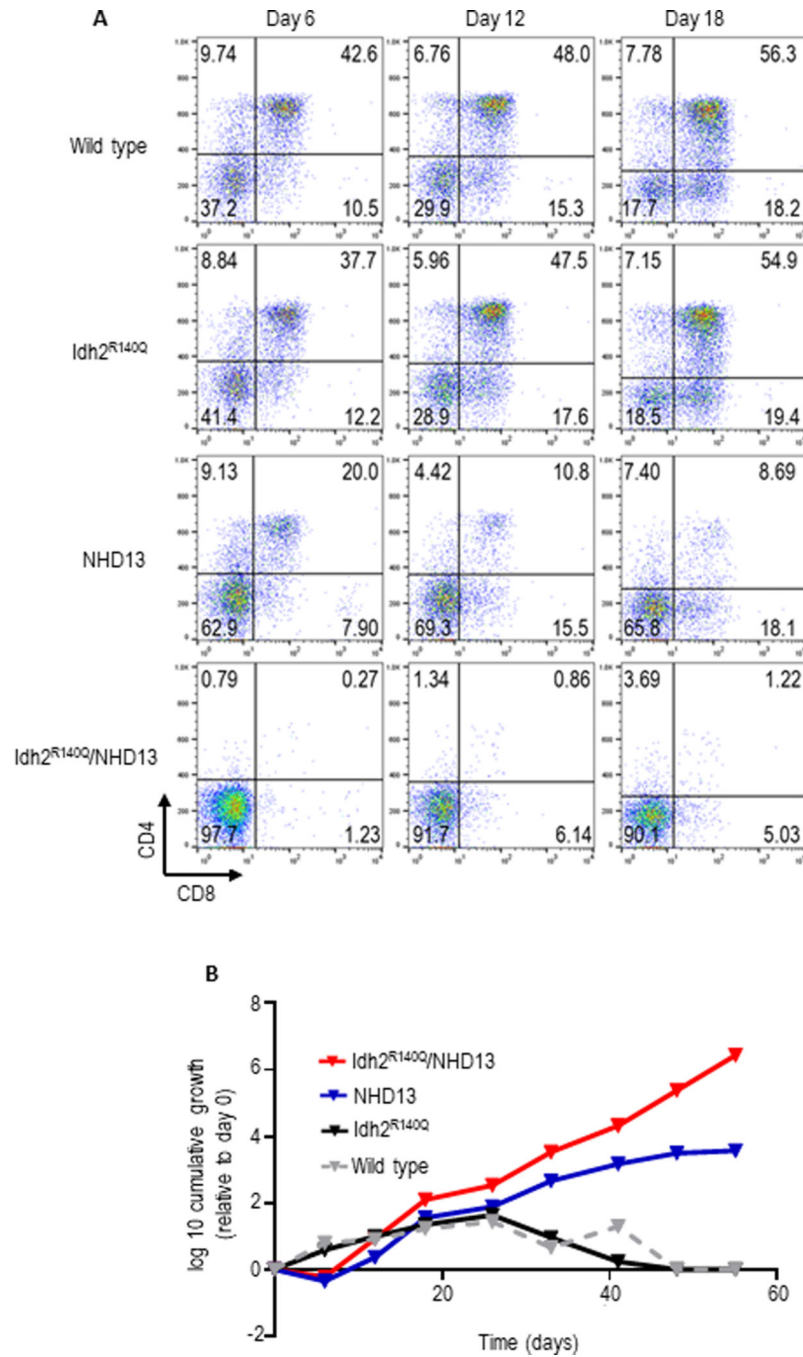 A
Day 6 Day 12 Day 18
Wild type
9.74 42.6 6.76 48.0 7.78 56.3
37.2 10.5 29.9 15.3 17.7 18.2
Idh2R140Q
8.84 37.7 5.96 47.5 7.15 54.9
41.4 12.2 28.9 17.6 18.5 19.4
NHD13
9.13 20.0 4.42 10.8 7.40 8.69
62.9 7.90 69.3 15.5 65.8 18.1
Idh2R140Q/NHD13
0.79 0.27 1.34 0.86 3.69 1.22
97.7 1.23 91.7 6.14 90.1 5.03
CD4
CD8
B
log 10 cumulative growth
(relative to day 0)
8
6
4
2
0
-2
Idh2R140Q/NHD13
NHD13
Idh2R140Q
Wild type
20 40 60
Time (days)